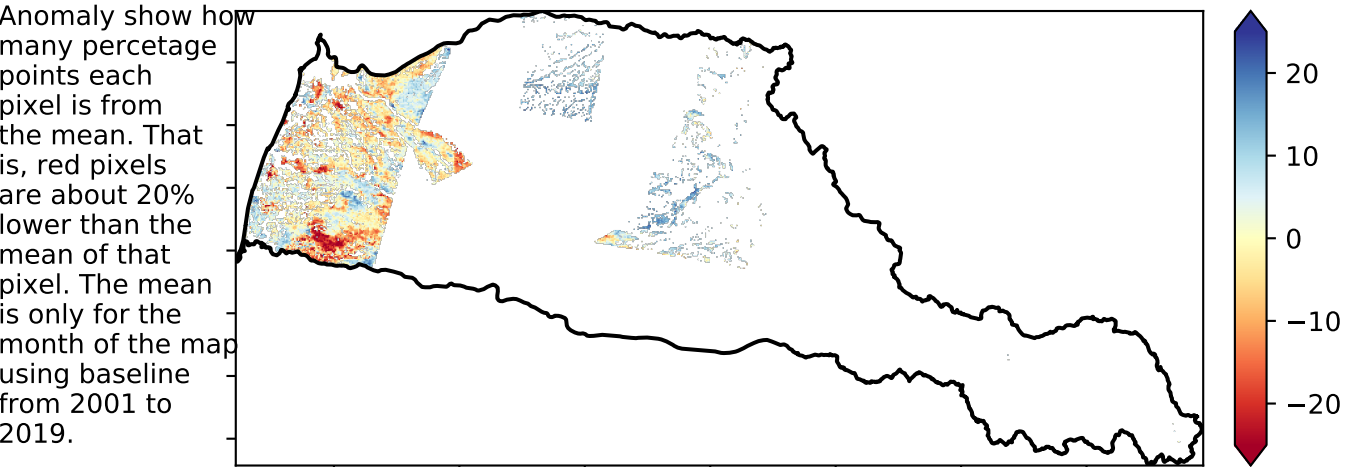 Anomaly show how
many percetage
points each
pixel is from
the mean. That
is, red pixels
are about 20%
lower than the
mean of that
pixel. The mean
is only for the
month of the map
using baseline
from 2001 to
2019.
20
10
0
−10
−20